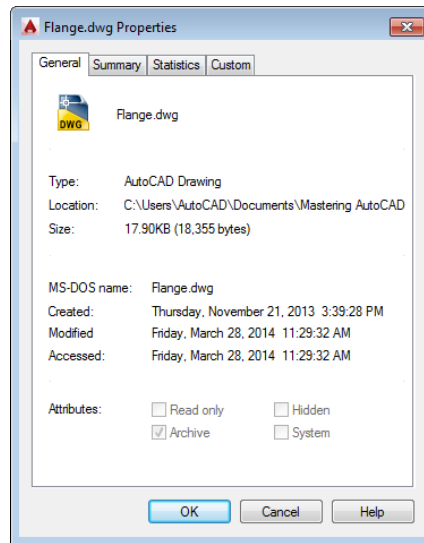 Flange.dwg Properties
General Summary Statistics Custom
DWG
Flange.dwg
Type: AutoCAD Drawing
Location: C:\Users\AutoCAD\Documents\Mastering AutoCAD
Size: 17.90KB (18,355 bytes)
MS-DOS name: Flange.dwg
Created: Thursday, November 21, 2013 3:39:28 PM
Modified Friday, March 28, 2014 11:29:32 AM
Accessed: Friday, March 28, 2014 11:29:32 AM
Attributes: Read only Hidden
Archive System
OK Cancel Help